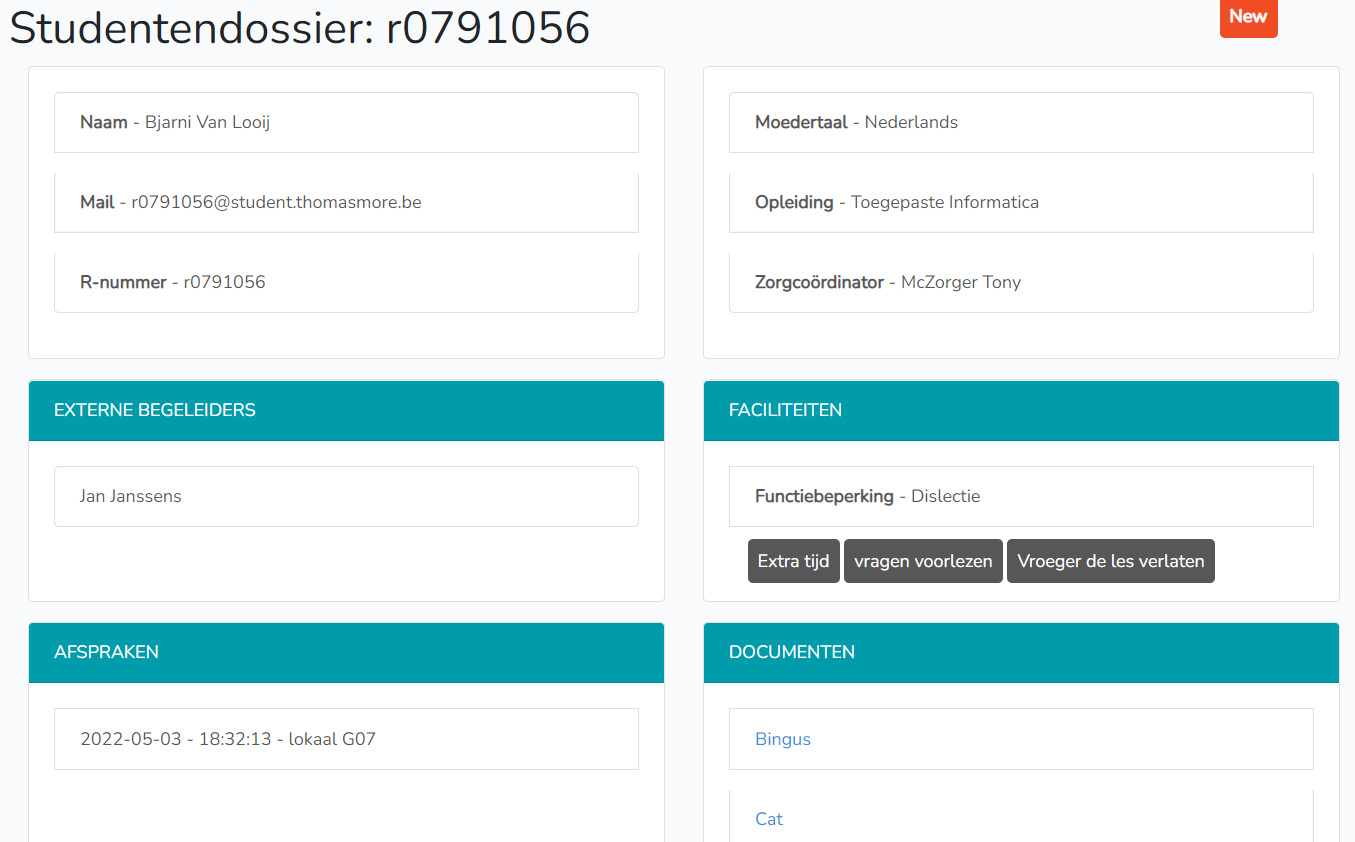 Studentendossier: r0791056
New
Naam - Bjarni Van Looij
Mail - r0791056@student.thomasmore.be
R-nummer - r0791056
Moedertaal - Nederlands
Opleiding - Toegepaste Informatica
Zorgcoördinator - McZorger Tony
EXTERNE BEGELEIDERS
Jan Janssens
FACILITEITEN
Functiebeperking - Dislectie
Extra tijd
vragen voorlezen
Vroeger de les verlaten
AFSPRAKEN
2022-05-03 - 18:32:13 - lokaal G07
DOCUMENTEN
Bingus
Cat